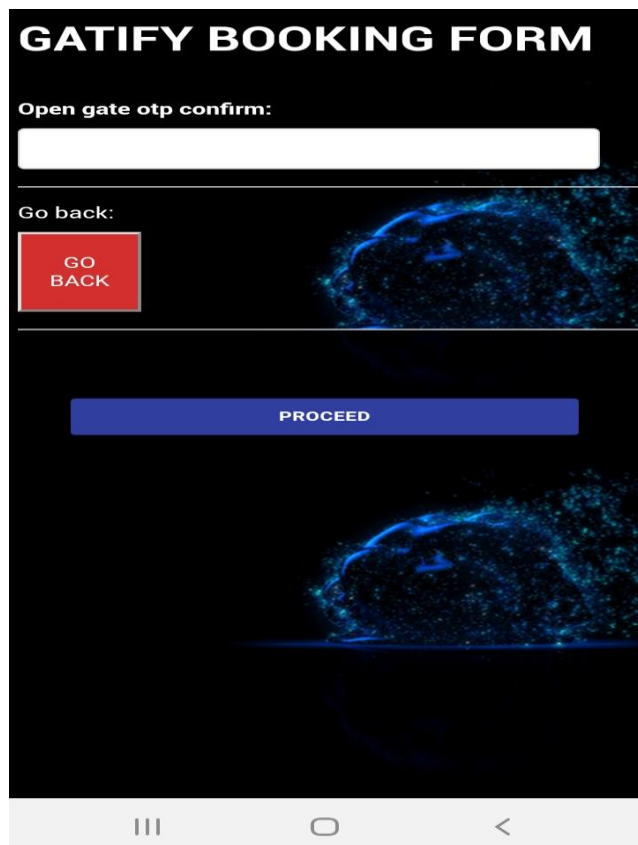 GATIFY BOOKING FORM
Open gate otp confirm:
Go back:
GO
BACK
PROCEED